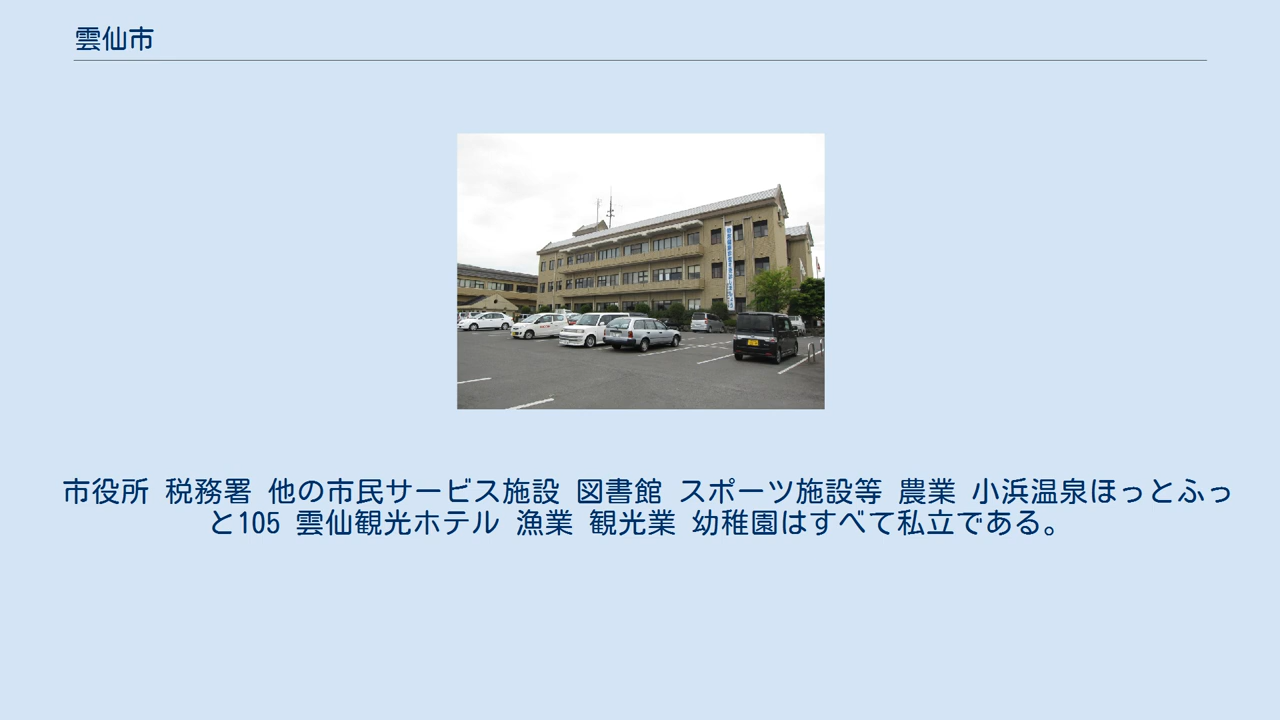 雲仙市
市役所 税務署 他の市民サービス施設 図書館 スポーツ施設等 農業 小浜温泉ほっとふっ
と105 雲仙観光ホテル 漁業 観光業 幼稚園はすべて私立である。